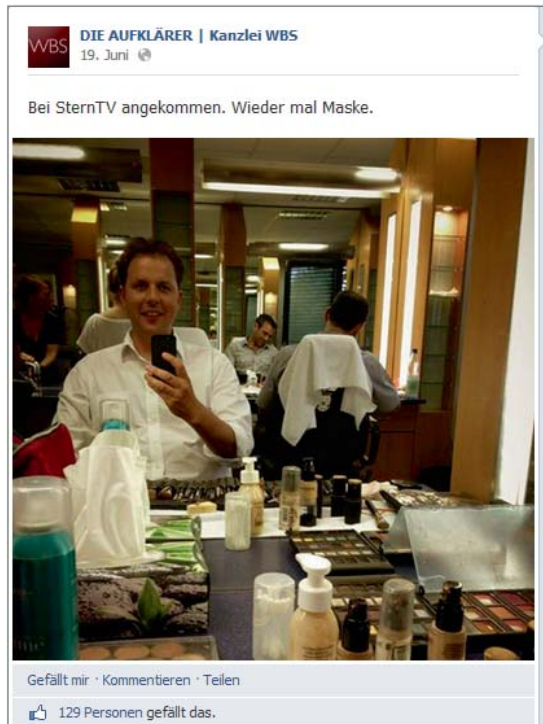 WBS
DIE AUFKLÄRER | Kanzlei WBS
19. Juni
Bei SternTV angekommen. Wieder mal Maske.
Gefällt mir · Kommentieren · Teilen
129 Personen gefällt das.